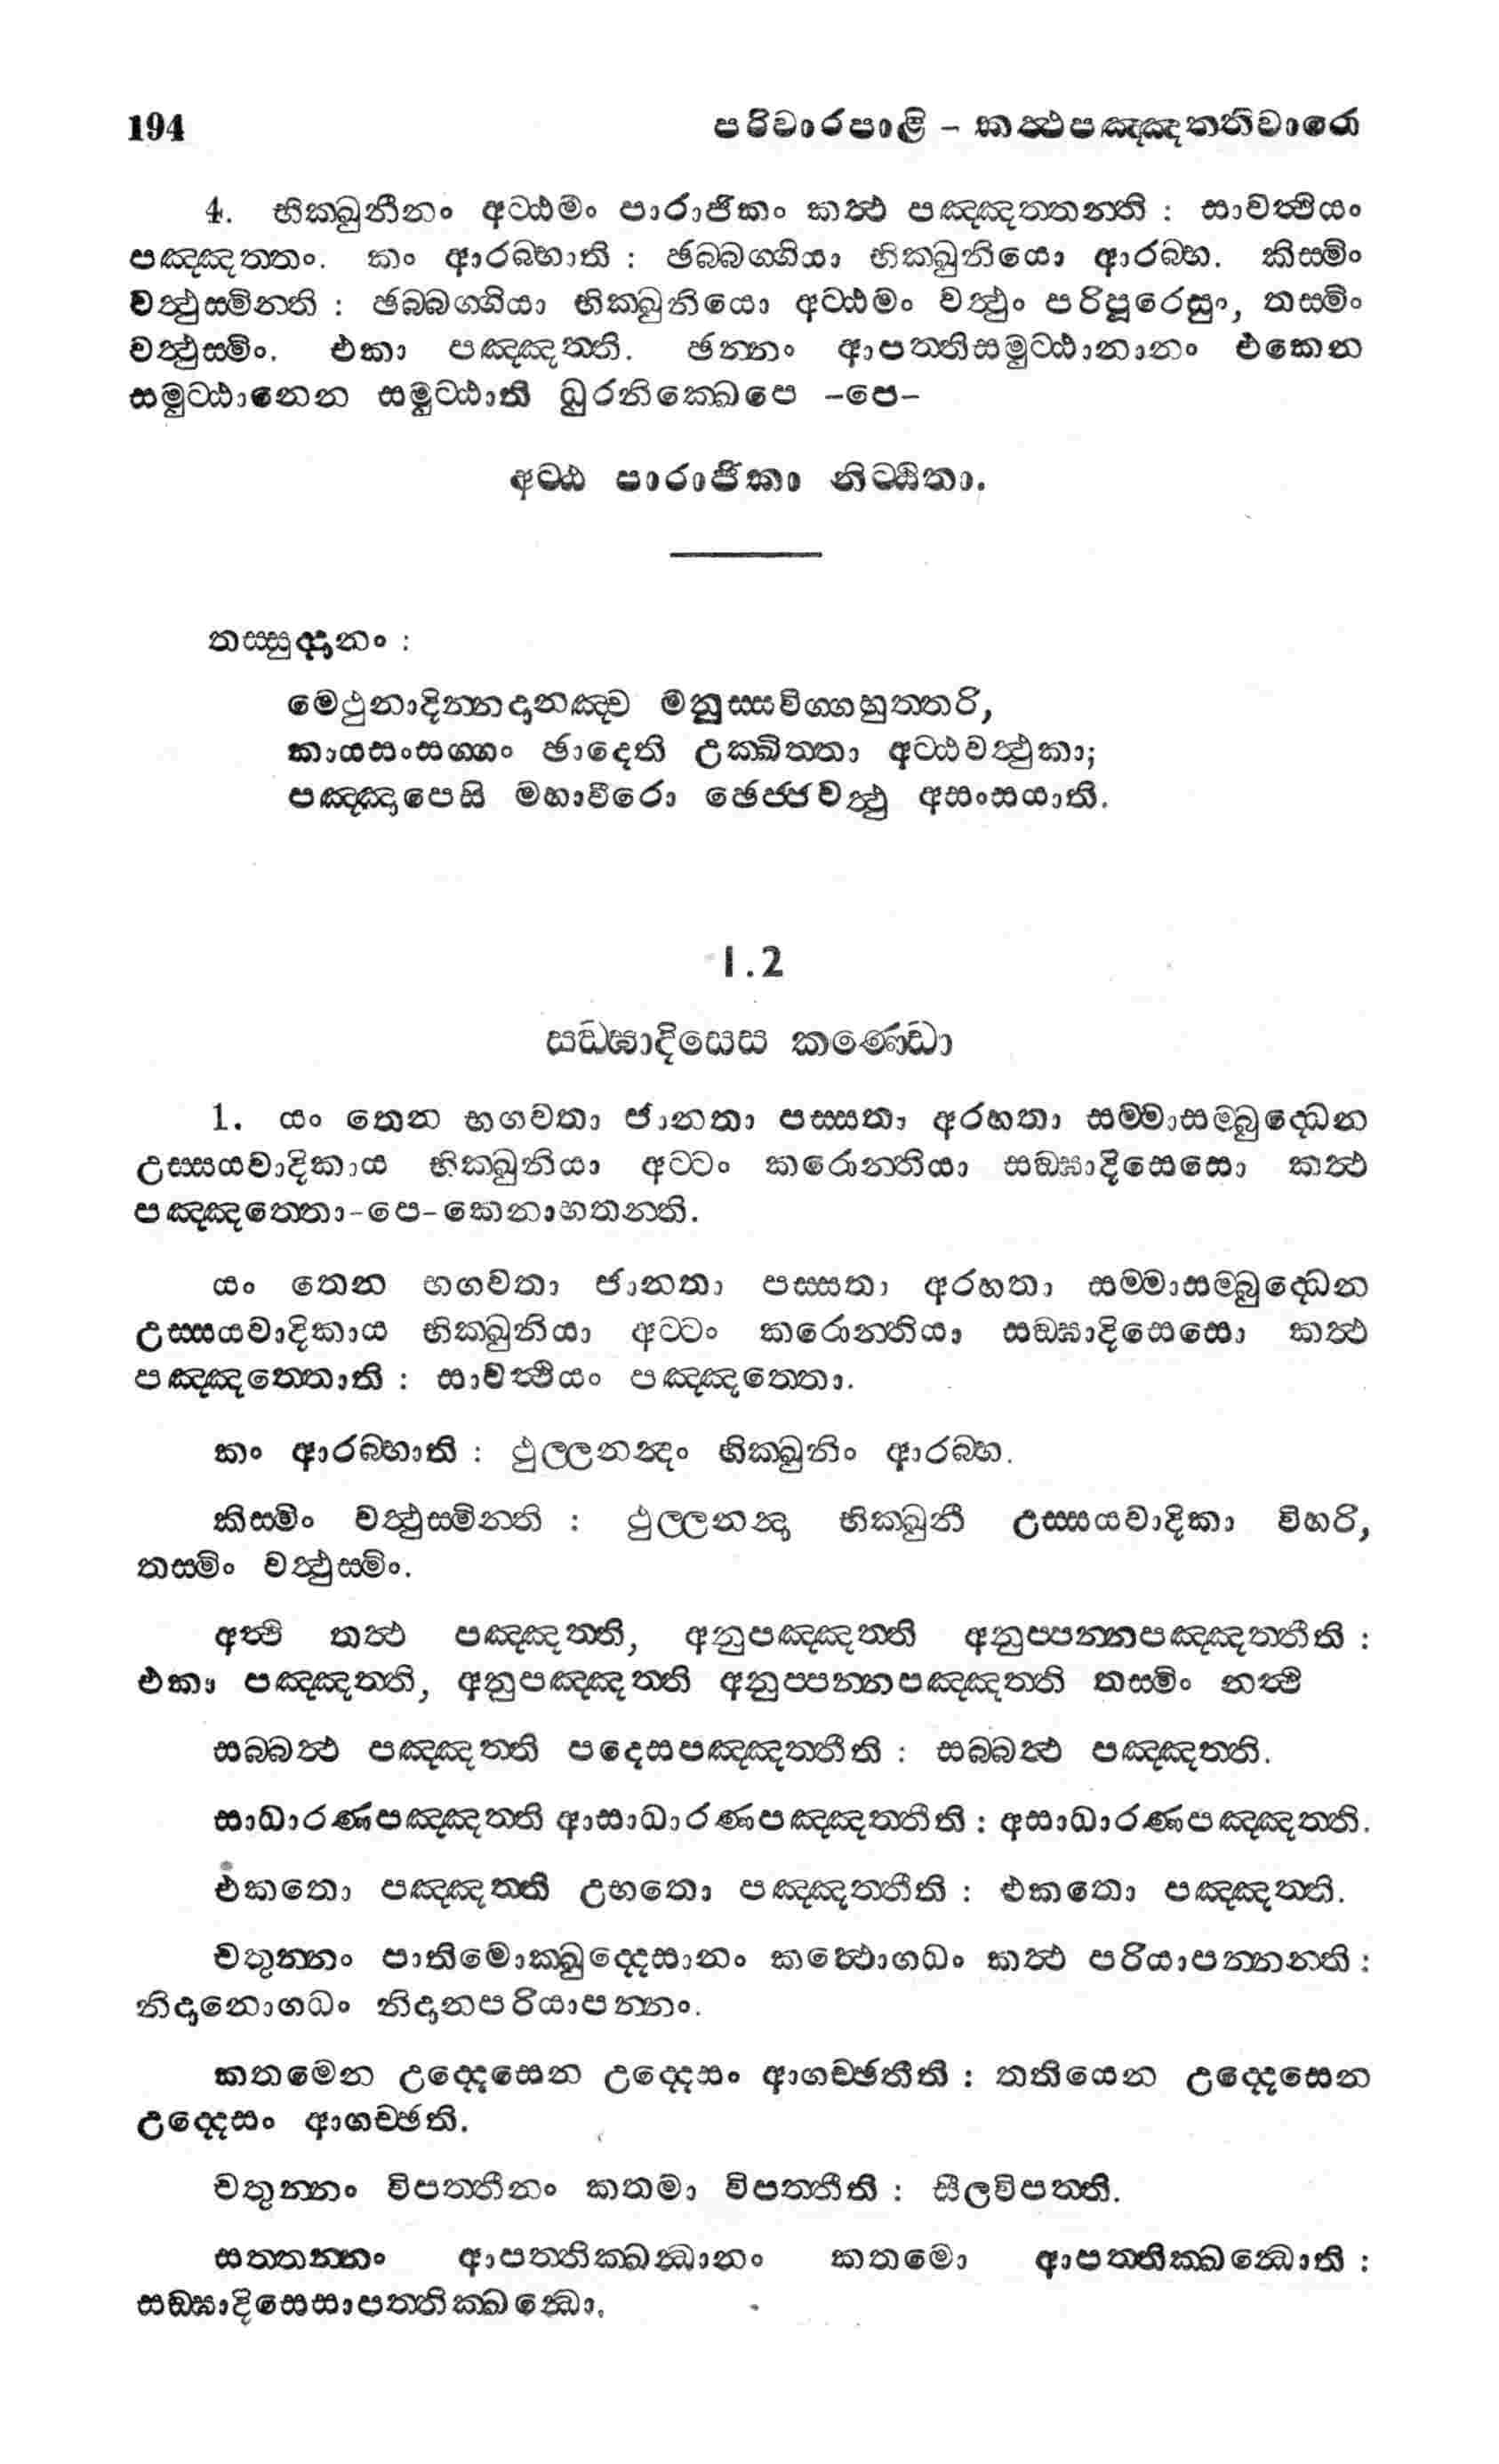 194 පරිවාරපාළි - කත්‍ථපඤ්ඤත්තිවාරො
4. භික්ඛුනීනං අට්ඨමං පාරාජිකං කත්‍ථ පඤ්ඤත්තන්ති : සාවත්‍ථියං
පඤ්ඤත්තං. කං ආරබ්භාති : ඡබ්බග්ගියා භික්ඛුනියො ආරබ්භ. කිස්මිං
වත්‍ථුස්මින්ති : ඡබ්බග්ගියා භික්ඛුනියො අට්ඨමං වත්‍ථුං පරිපූරෙසුං, තස්මිං
වත්‍ථුස්මිං. එකා පඤ්ඤත්ති. ඡන්නං ආපත්තිසමුට්ඨානානං එකෙන
සමුට්ඨානෙන සමුට්ඨාති ධුරනික්ඛෙපෙ -පෙ-
අට්ඨ පාරාජිකා නිට්ඨිතා.
තස්සුද්දානං :
මෙථුනාදින්නදානඤ්ච මනුස්සවිග්ගහුත්තරි,
කායසංසග්ගං ඡාදෙති උක්ඛිත්තා අට්ඨවත්‍ථුකා;
පඤ්ඤාපෙසි මහාවීරො ඡෙජ්ජවත්‍ථු අසංසයාති.
1.2
සඞ්ඝාදිසෙස කණ්ඩො
1. යං තෙන භගවතා ජානතා පස්සතා අරහතා සම්මාසම්බුද්ධෙන
උස්සයවාදිකාය භික්ඛුනියා අට්ටං කරොන්තියා සඞ්ඝාදිසෙසො කත්‍ථ
පඤ්ඤත්තො-පෙ-කෙනාහතන්ති.
යං තෙන භගවතා ජානතා පස්සතා අරහතා සම්මාසම්බුද්ධෙන
උස්සයවාදිකාය භික්ඛුනියා අට්ටං කරොන්තියා සඞ්ඝාදිසෙසො කත්‍ථ
පඤ්ඤත්තොති : සාවත්‍ථියං පඤ්ඤත්තො.
කං ආරබ්භාති : ථුල්ලනන්‍දං භික්ඛුනිං ආරබ්භ.
කිස්මිං වත්‍ථුස්මින්ති : ථුල්ලනන්‍දා භික්ඛුනී උස්සයවාදිකා විහරි,
තස්මිං වත්‍ථුස්මිං.
අත්‍ථි තත්‍ථ පඤ්ඤත්ති, අනුපඤ්ඤත්ති අනුප්පන්නපඤ්ඤත්තීති :
එකා පඤ්ඤත්ති, අනුපඤ්ඤත්ති අනුප්පන්නපඤ්ඤත්ති තස්මිං නත්‍ථි
සබ්බත්‍ථ පඤ්ඤත්ති පදෙසපඤ්ඤත්තීති : සබ්බත්‍ථ පඤ්ඤත්ති.
සාධාරණපඤ්ඤත්ති ආසාධාරණපඤ්ඤත්තීති : අසාධාරණපඤ්ඤත්ති.
එකතො පඤ්ඤත්ති උභතො පඤ්ඤත්තීති : එකතො පඤ්ඤත්ති.
චතුන්නං පාතිමොක්ඛුද්දෙසානං කත්‍ථොගධං කත්‍ථ පරියාපන්නන්ති :
නිදානොගධං නිදානපරියාපන්නං.
කතමෙන උද්දෙසෙන උද්දෙසං ආගච්ඡතීති : තතියෙන උද්දෙසෙන
උද්දෙසං ආගච්ඡති.
චතුන්නං විපත්තීනං කතමා විපත්තීති : සීලවිපත්ති.
සත්තන්නං ආපත්තික්ඛන්‍ධානං කතමො ආපත්තික්ඛන්‍ධොති :
සඞ්ඝාදිසෙසාපත්තික්ඛන්‍ධො.